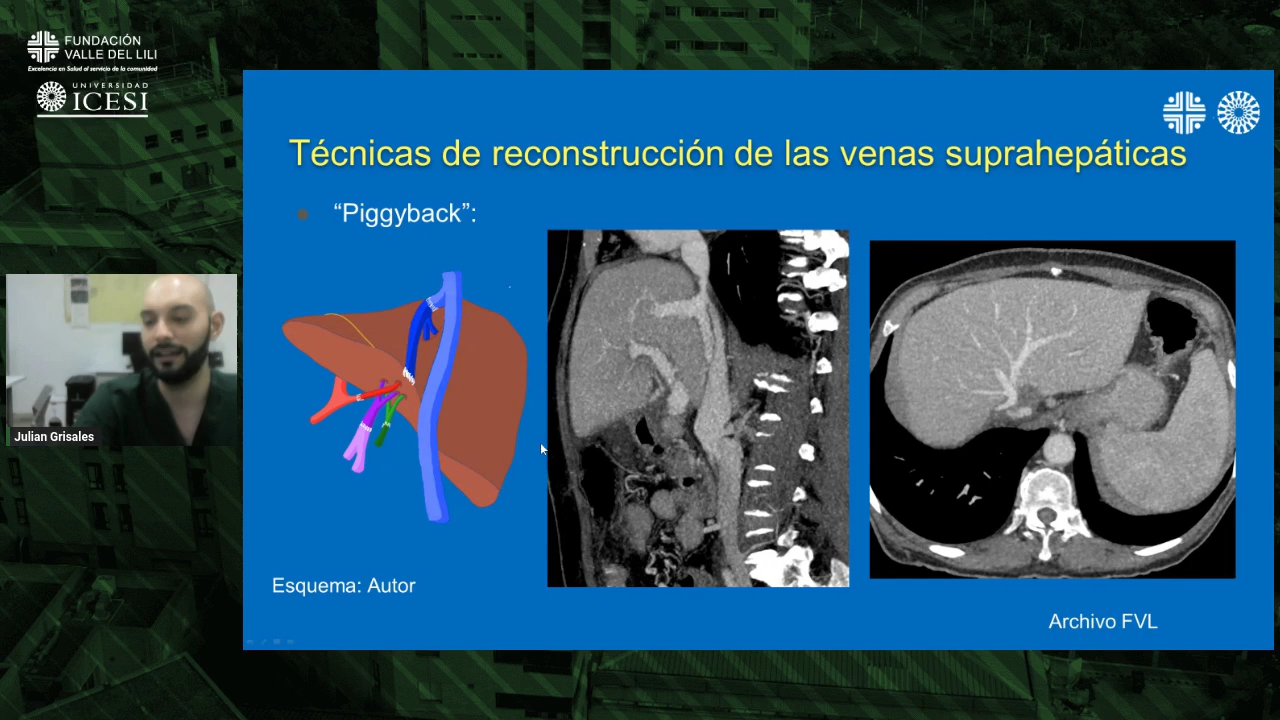 FUNDACIÓN
VALLE DEL LILI
Excelencia en Salud al servicio de la comunidad
UNIVERSIDAD
ICESI
Técnicas de reconstrucción de las venas suprahepáticas
“Piggyback”:
Julian Grisales
Esquema: Autor
Archivo FVL